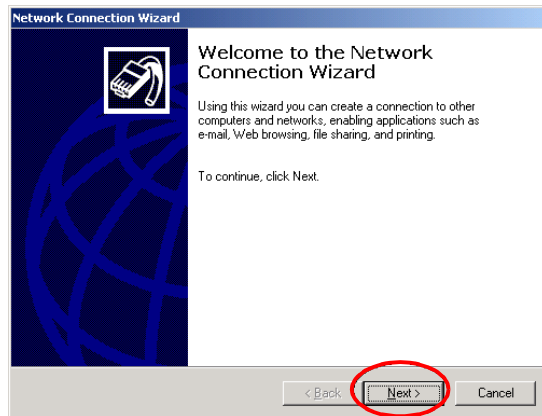 Network Connection Wizard
Welcome to the Network
Connection Wizard
Using this wizard you can create a connection to other
computers and networks, enabling applications such as
e-mail, Web browsing, file sharing, and printing.
To continue, click Next.
< Back
Next >
Cancel